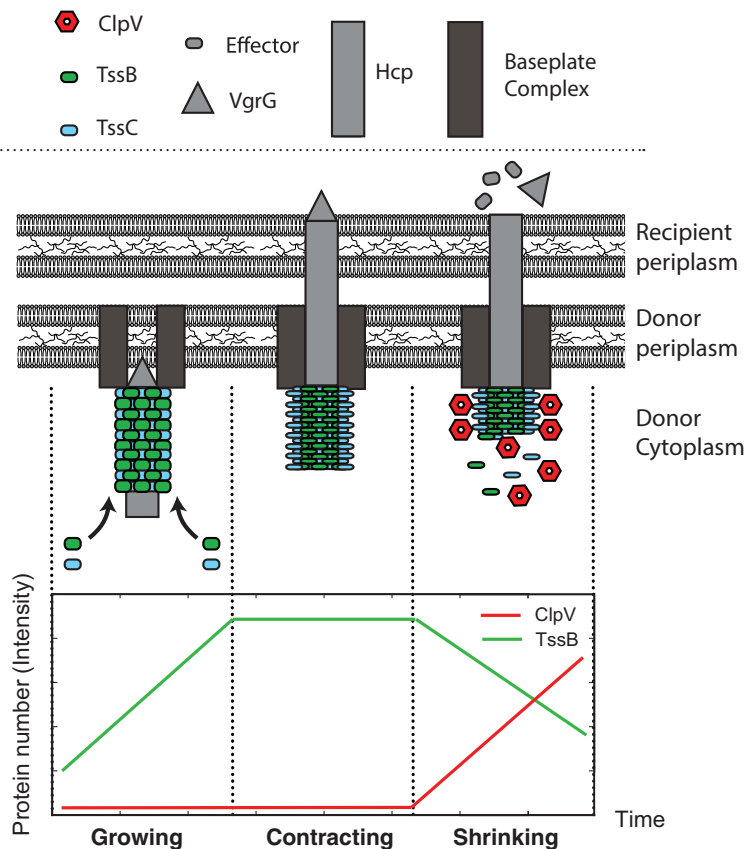 ClpV
TssB
TssC
Effector
VgrG
Hcp
Baseplate
Complex
Recipient
periplasm
Donor
periplasm
Donor
Cytoplasm
Protein number (Intensity)
ClpV
TssB
Time
Growing
Contracting
Shrinking